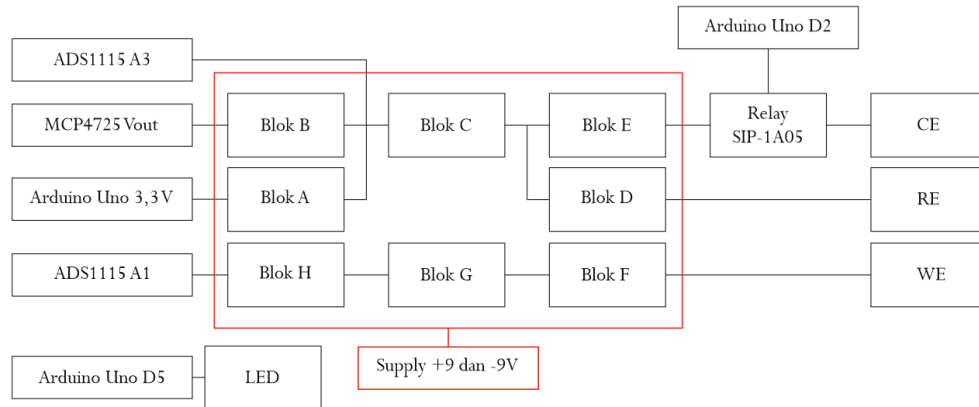 Arduino Uno D2
ADS1115 A3
MCP4725 Vout
Blok B
Blok C
Blok E
Relay
SIP-1A05
CE
Arduino Uno 3,3 V
Blok A
Blok D
RE
ADS1115 A1
Blok H
Blok G
Blok F
WE
Supply +9 dan -9V
Arduino Uno D5
LED